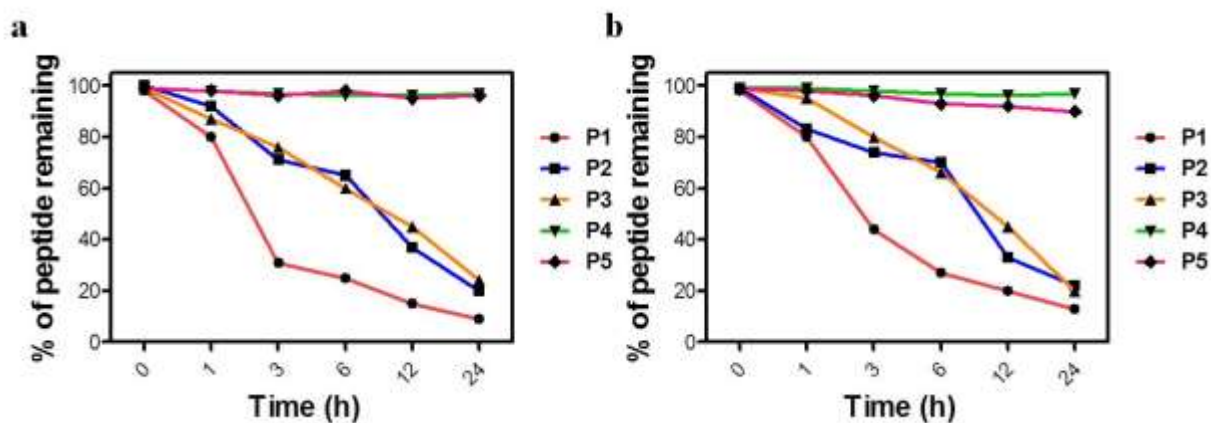 a
% of peptide remaining
100
80
60
40
20
0
0 1 3 6 12 24
Time (h)
P1
P2
P3
P4
P5
b
% of peptide remaining
100
80
60
40
20
0
0 1 3 6 12 24
Time (h)
P1
P2
P3
P4
P5